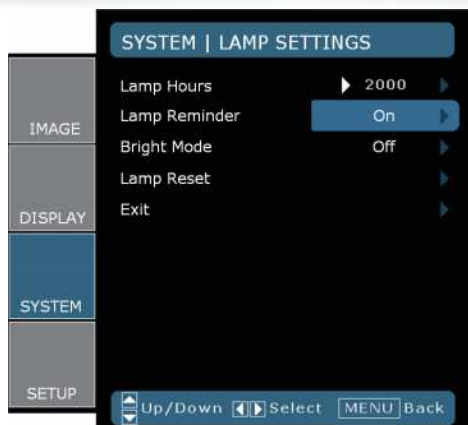 SYSTEM | LAMP SETTINGS
Lamp Hours 2000
Lamp Reminder On
Bright Mode Off
Lamp Reset
Exit
IMAGE
DISPLAY
SYSTEM
SETUP
Up/Down Select MENU Back